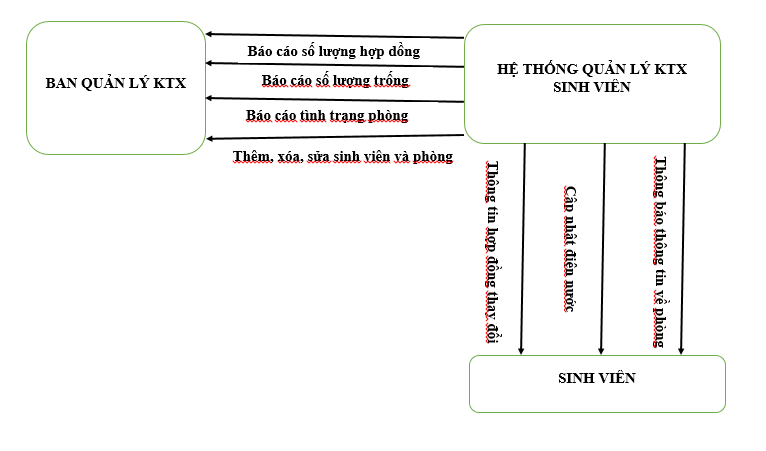 BAN QUẢN LÝ KTX
Báo cáo số lượng hợp đồng
Báo cáo số lượng trống
Báo cáo tình trạng phòng
Thêm, xóa, sửa sinh viên và phòng
HỆ THỐNG QUẢN LÝ KTX
SINH VIÊN
Thông tin hợp đồng thay đổi
Cập nhật điện nước
Thông báo thông tin về phòng
SINH VIÊN